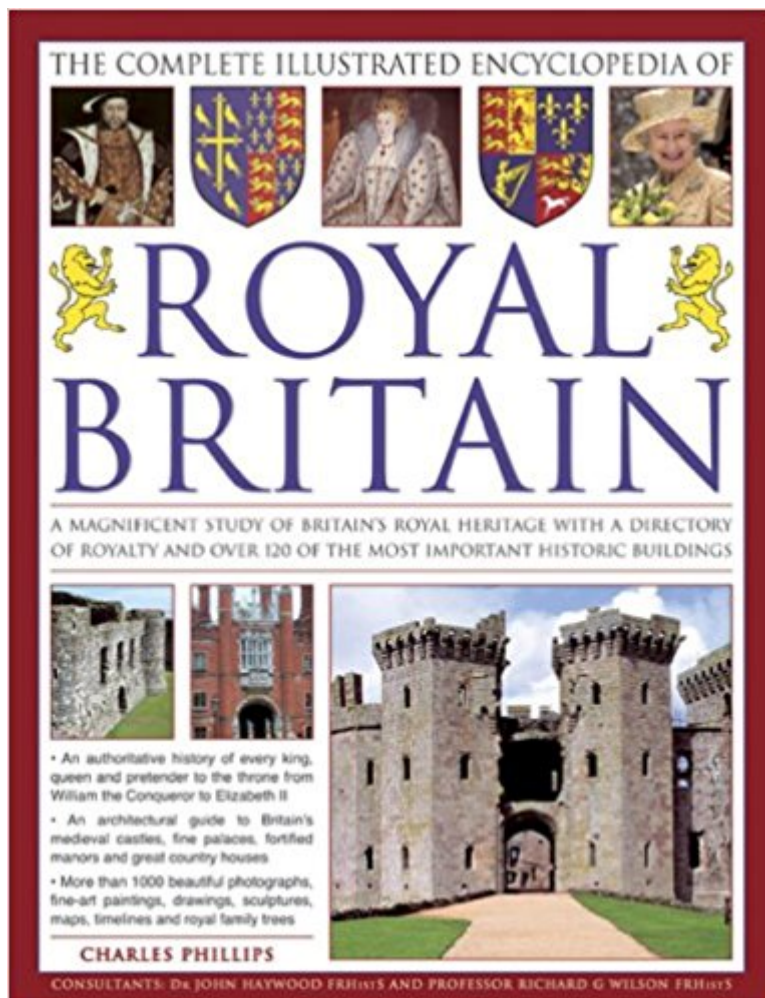 THE COMPLETE ILLUSTRATED ENCYCLOPEDIA OF
ROYAL
BRITAIN
A MAGNIFICENT STUDY OF BRITAIN'S ROYAL HERITAGE WITH A DIRECTORY
OF ROYALTY AND OVER 120 OF THE MOST IMPORTANT HISTORIC BUILDINGS
• An authoritative history of every king,
queen and pretender to the throne from
William the Conqueror to Elizabeth II
• An architectural guide to Britain's
medieval castles, fine palaces, fortified
manors and great country houses
• More than 1000 beautiful photographs,
fine-art paintings, drawings, sculptures,
maps, timelines and royal family trees
CHARLES PHILLIPS
CONSULTANTS: DR JOHN HAYWOOD FRHISTS AND PROFESSOR RICHARD G WILSON FRHISTS